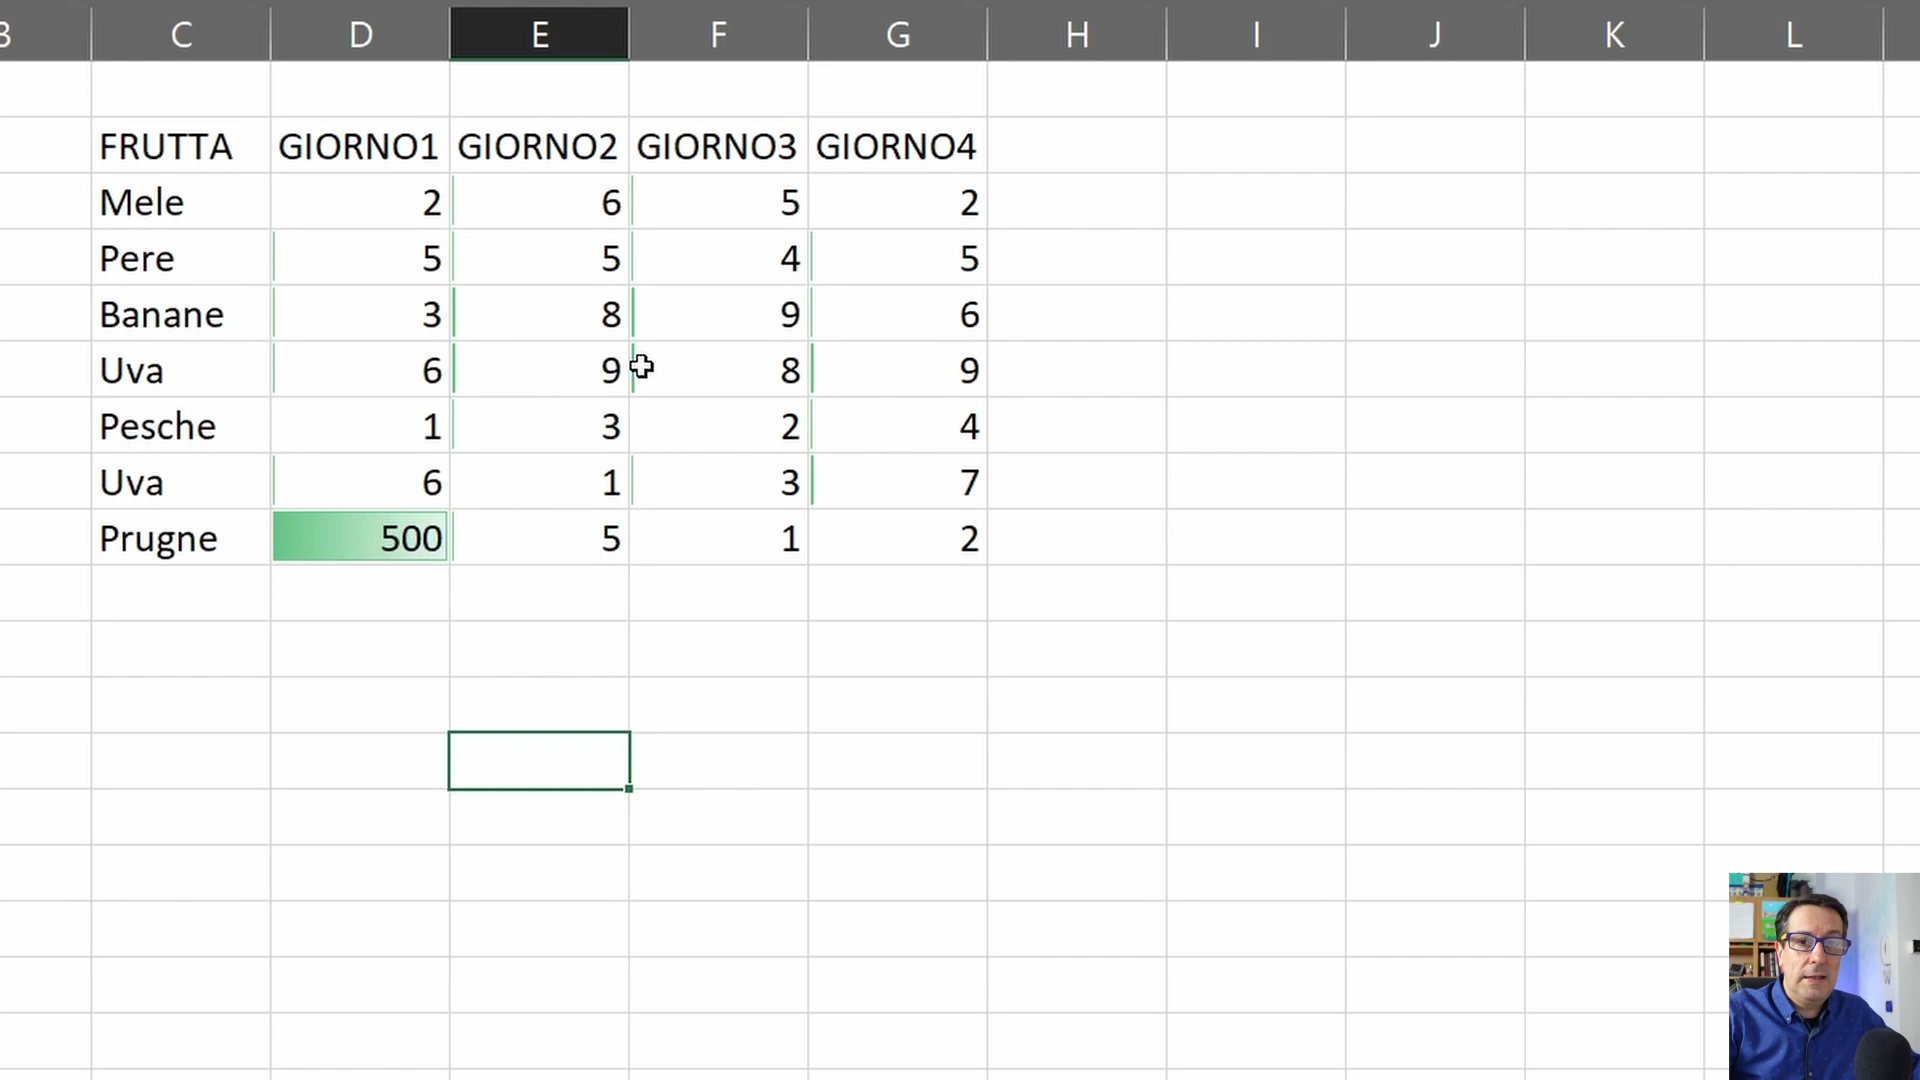 B C D E F G H I J K L
FRUTTA GIORNO1 GIORNO2 GIORNO3 GIORNO4
Mele 2 6 5 2
Pere 5 5 4 5
Banane 3 8 9 6
Uva 6 9 8 9
Pesche 1 3 2 4
Uva 6 1 3 7
Prugne 500 5 1 2